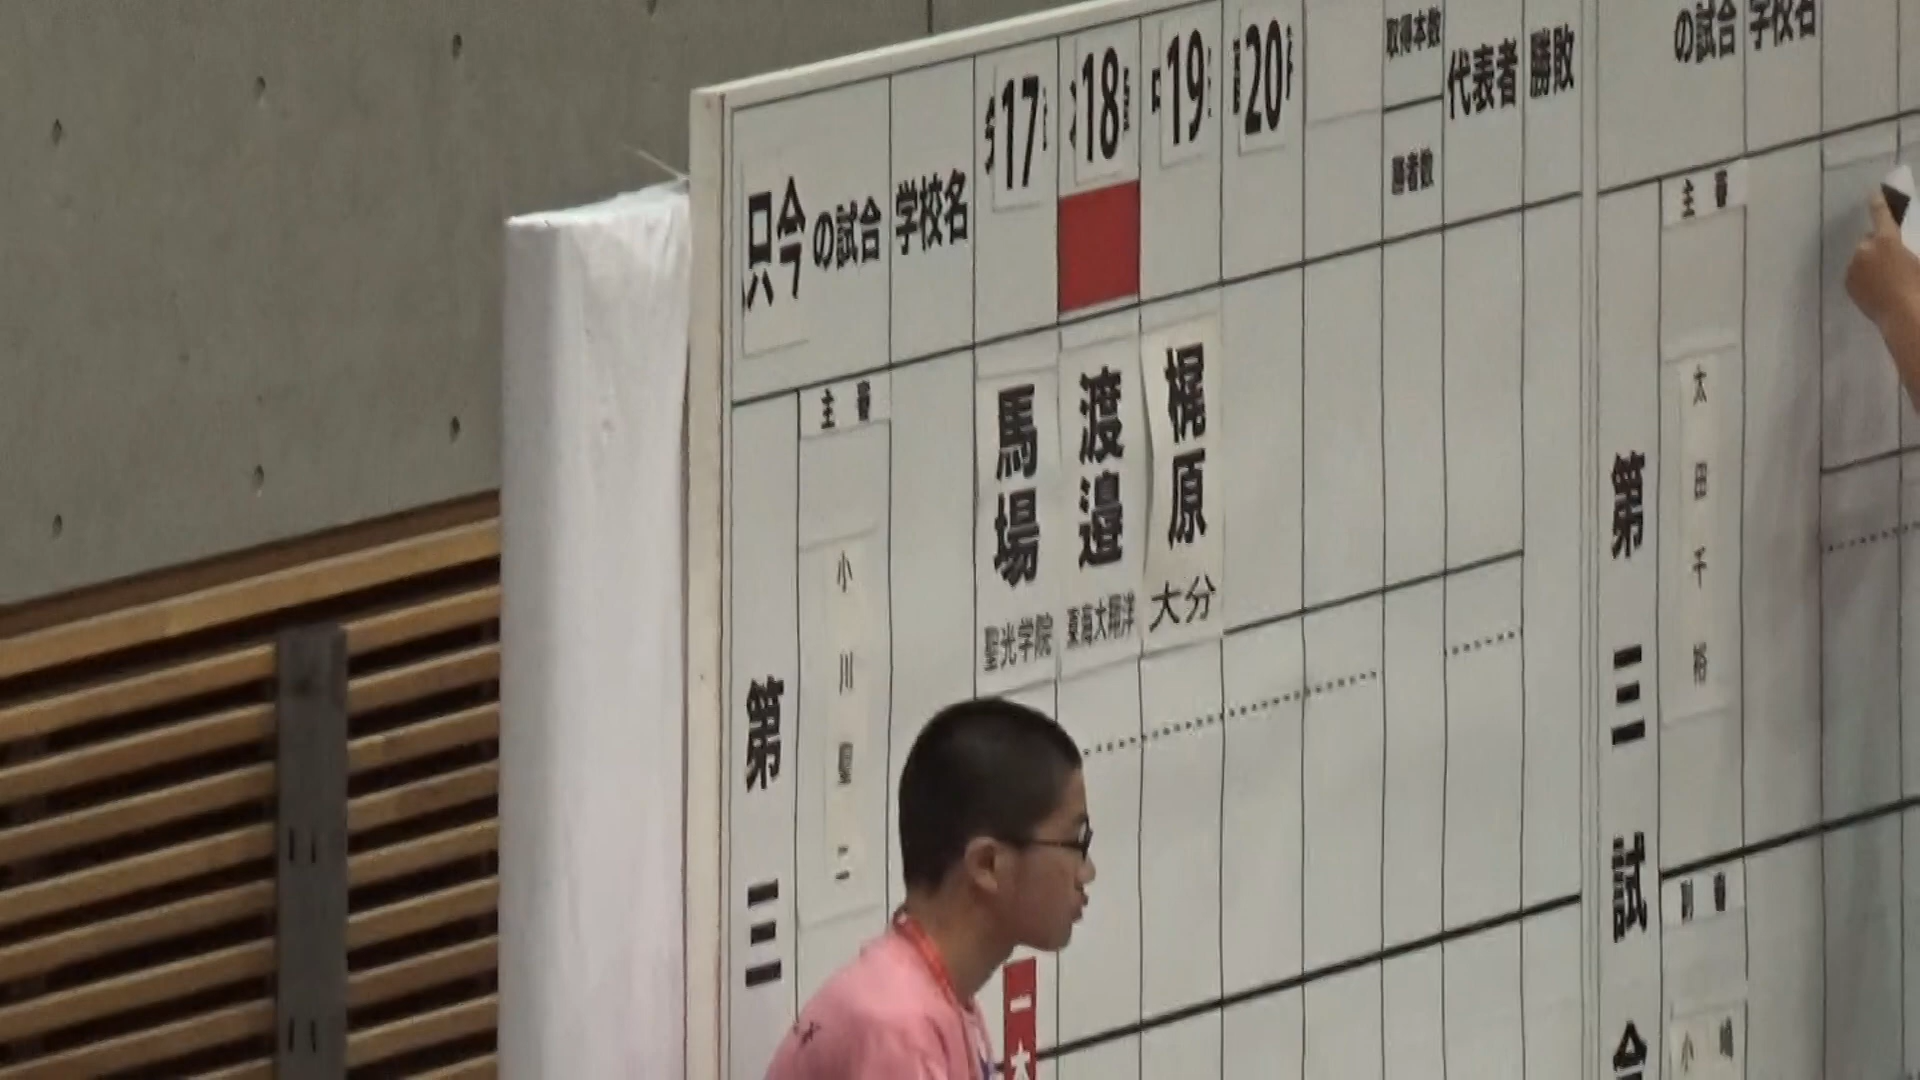 只今の試合
学校名
17
18
19
20
取得本数
勝者数
代表者
勝敗
主審
小川
馬場
聖光学院
渡邉
東海大翔洋
梶原
大分
第三
の試合
学校名
主審
太田千裕
第三試合
副審
小嶋